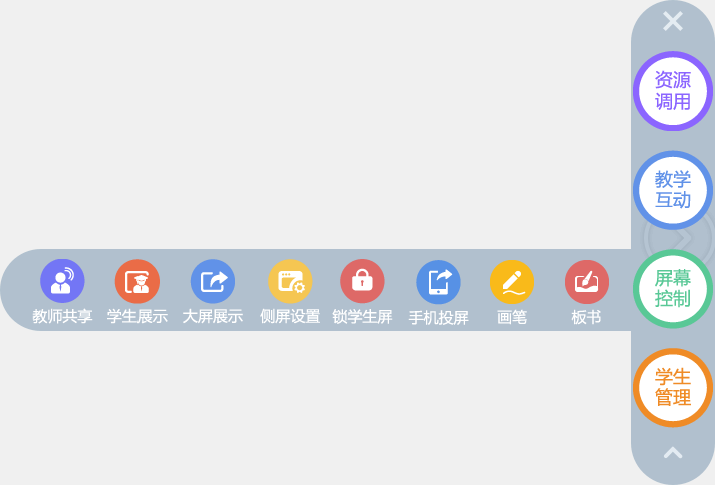 资源
调用
教学
互动
屏幕
控制
教师共享 学生展示 大屏展示 侧屏设置 锁学生屏 手机投屏 画笔 板书
学生
管理